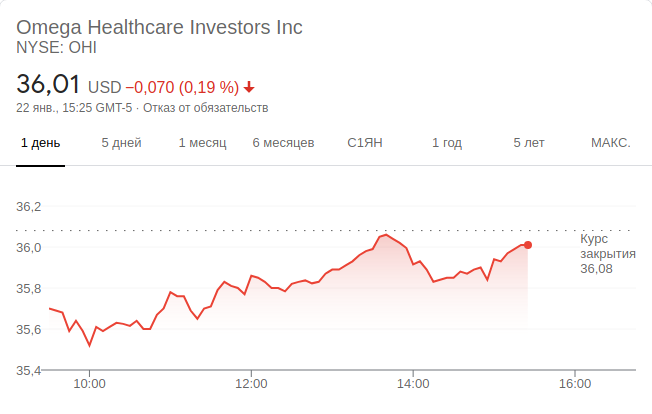 Omega Healthcare Investors Inc
NYSE: OHI
36,01 USD −0,070 (0,19 %)
22 янв., 15:25 GMT-5 · Отказ от обязательств
1 день 5 дней 1 месяц 6 месяцев С1ЯН 1 год 5 лет МАКС.
36,2
36,0
35,8
35,6
35,4
Курс
закрытия
36.08
10:00 12:00 14:00 16:00